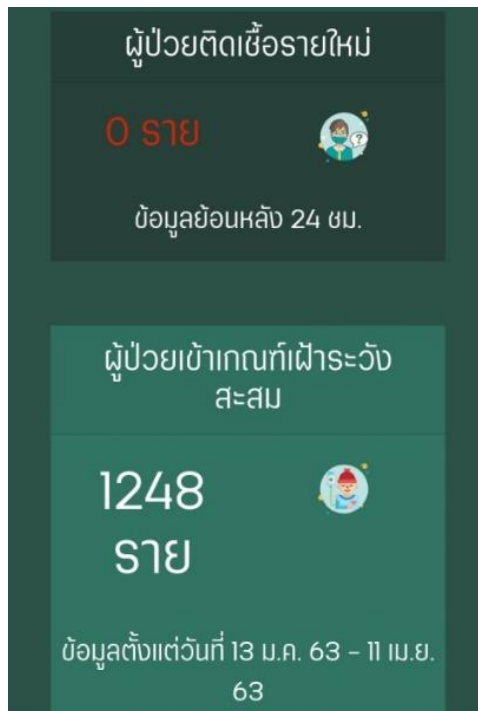 ผู้ป่วยติดเชื้อรายใหม่
0 ราย
?
ข้อมูลย้อนหลัง 24 ชม.
ผู้ป่วยเข้าเกณฑ์เฝ้าระวัง
สะสม
1248
ราย
ข้อมูลตั้งแต่วันที่ 13 ม.ค. 63 - 11 เม.ย.
63